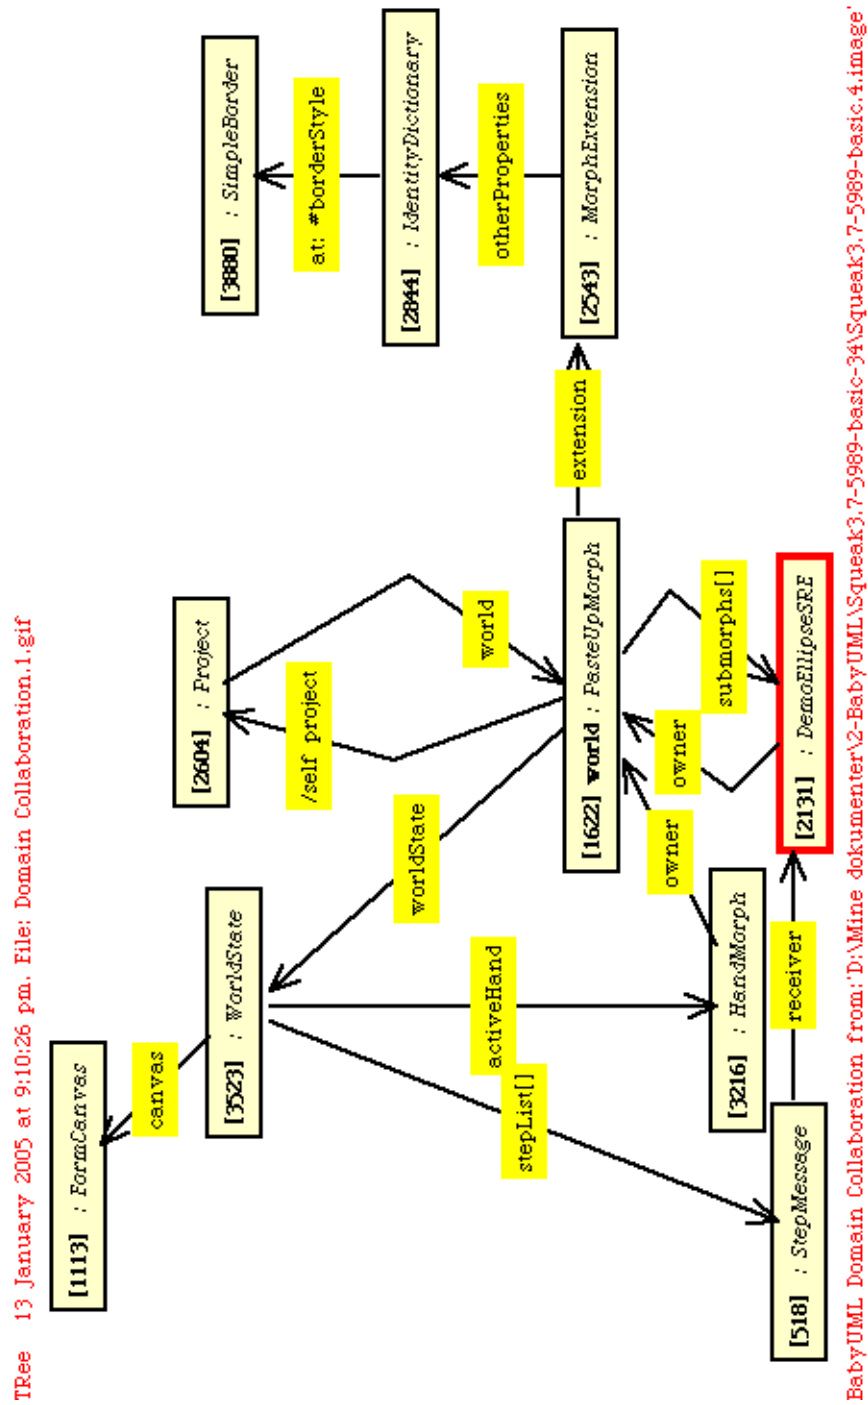 TRee 13 January 2005 at 9:10:26 pm. File: Domain Collaboration.1.gif
[1113] : FormCanvas
canvas
[3523] : WorldState
[2604] : Project
[3880] : SimpleBorder
at: #borderStyle
/self project
world
[2844] : IdentityDictionary
worldState
otherProperties
activeHand
stepList[]
[1622] world : PasteUpMorph
extension
[2543] : MorphExtension
owner
owner
submorphs[]
[3216] : HandMorph
[518] : StepMessage
receiver
[2131] : DemoEllipseSRE
BabyUML Domain Collaboration from:'D:\Mine dokumenter\2-BabyUML\Squeak3.7-5989-basic-34\Squeak3.7-5989-basic.4.image'